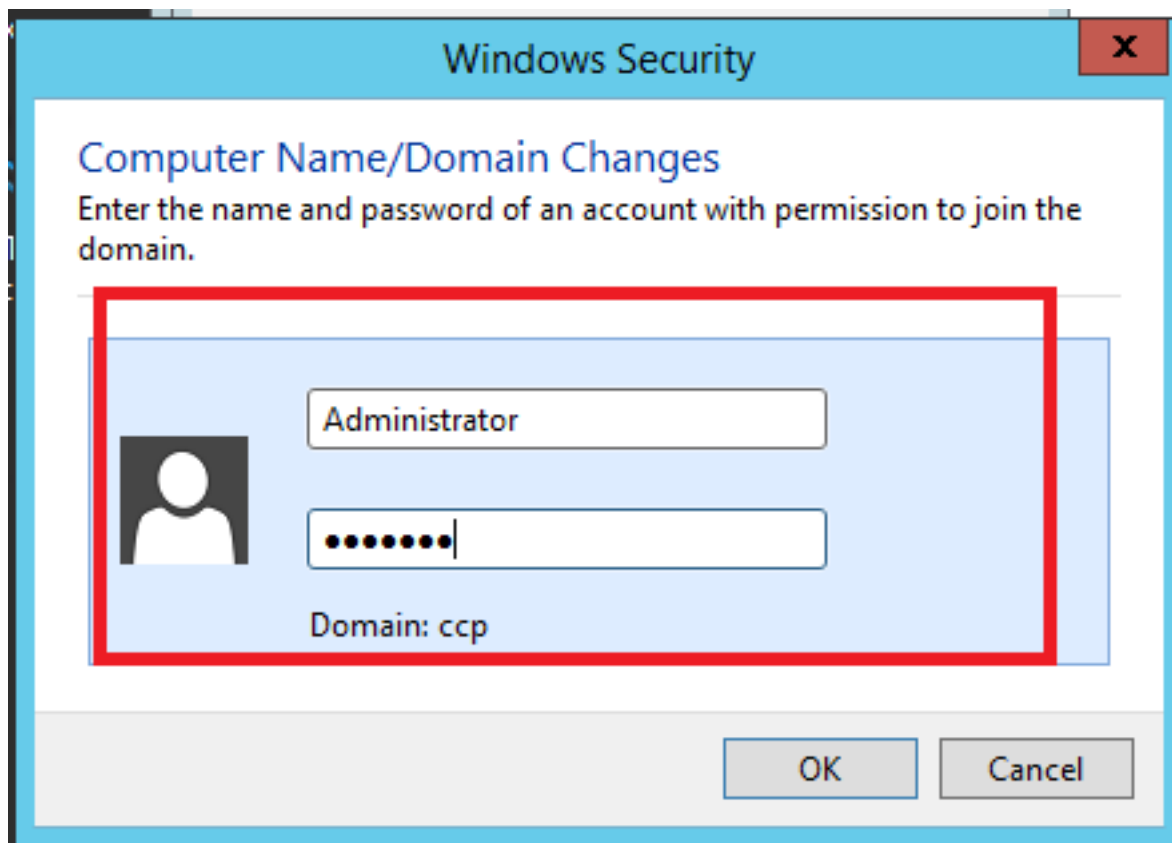 Windows Security
Computer Name/Domain Changes
Enter the name and password of an account with permission to join the
domain.
Administrator
●●●●●●●
Domain: ccp
OK
Cancel